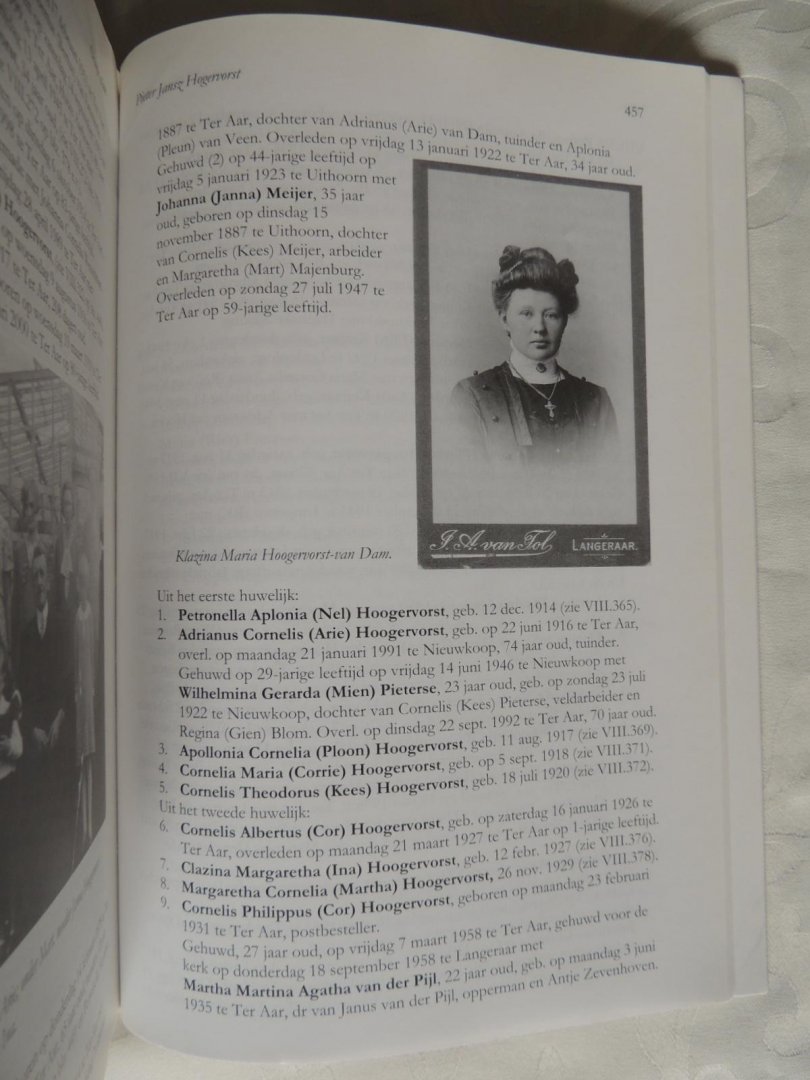 Pieter Jansz Hogervorst
457
1887 te Ter Aar, dochter van Adrianus (Arie) van Dam, tuinder en Aplonia
(Pleun) van Veen. Overleden op vrijdag 13 januari 1922 te Ter Aar, 34 jaar oud.
Gehuwd (2) op 44-jarige leeftijd op
vrijdag 5 januari 1923 te Uithoorn met
Johanna (Janna) Meijer, 35 jaar
oud, geboren op dinsdag 15
november 1887 te Uithoorn, dochter
van Cornelis (Kees) Meijer, arbeider
en Margaretha (Mart) Majenburg.
Overleden op zondag 27 juli 1947 te
Ter Aar op 59-jarige leeftijd.
Klazina Maria Hoogervorst-van Dam.
J. A. van Tol
LANGERAAR.
Uit het eerste huwelijk:
1. Petronella Aplonia (Nel) Hoogervorst, geb. 12 dec. 1914 (zie VIII.365).
2. Adrianus Cornelis (Arie) Hoogervorst, geb. op 22 juni 1916 te Ter Aar,
overl. op maandag 21 januari 1991 te Nieuwkoop, 74 jaar oud, tuinder.
Gehuwd op 29-jarige leeftijd op vrijdag 14 juni 1946 te Nieuwkoop met
Wilhelmina Gerarda (Mien) Pieterse, 23 jaar oud, geb. op zondag 23 juli
1922 te Nieuwkoop, dochter van Cornelis (Kees) Pieterse, veldarbeider en
Regina (Gien) Blom. Overl. op dinsdag 22 sept. 1992 te Ter Aar, 70 jaar oud.
3. Apollonia Cornelia (Ploon) Hoogervorst, geb. 11 aug. 1917 (zie VIII.369).
4. Cornelia Maria (Corrie) Hoogervorst, geb. op 5 sept. 1918 (zie VIII.371).
5. Cornelis Theodorus (Kees) Hoogervorst, geb. 18 juli 1920 (zie VIII.372).
Uit het tweede huwelijk:
6. Cornelis Albertus (Cor) Hoogervorst, geb. op zaterdag 16 januari 1926 te
Ter Aar, overleden op maandag 21 maart 1927 te Ter Aar op 1-jarige leeftijd.
7. Clazina Margaretha (Ina) Hoogervorst, geb. 12 febr. 1927 (zie VIII.376).
8. Margaretha Cornelia (Martha) Hoogervorst, 26 nov. 1929 (zie VIII.378).
9. Cornelis Philippus (Cor) Hoogervorst, geboren op maandag 23 februari
1931 te Ter Aar, postbesteller.
Gehuwd, 27 jaar oud, op vrijdag 7 maart 1958 te Ter Aar, gehuwd voor de
kerk op donderdag 18 september 1958 te Langeraar met
Martha Martina Agatha van der Pijl, 22 jaar oud, geb. op maandag 3 juni
1935 te Ter Aar, dr van Janus van der Pijl, opperman en Antje Zevenhoven.